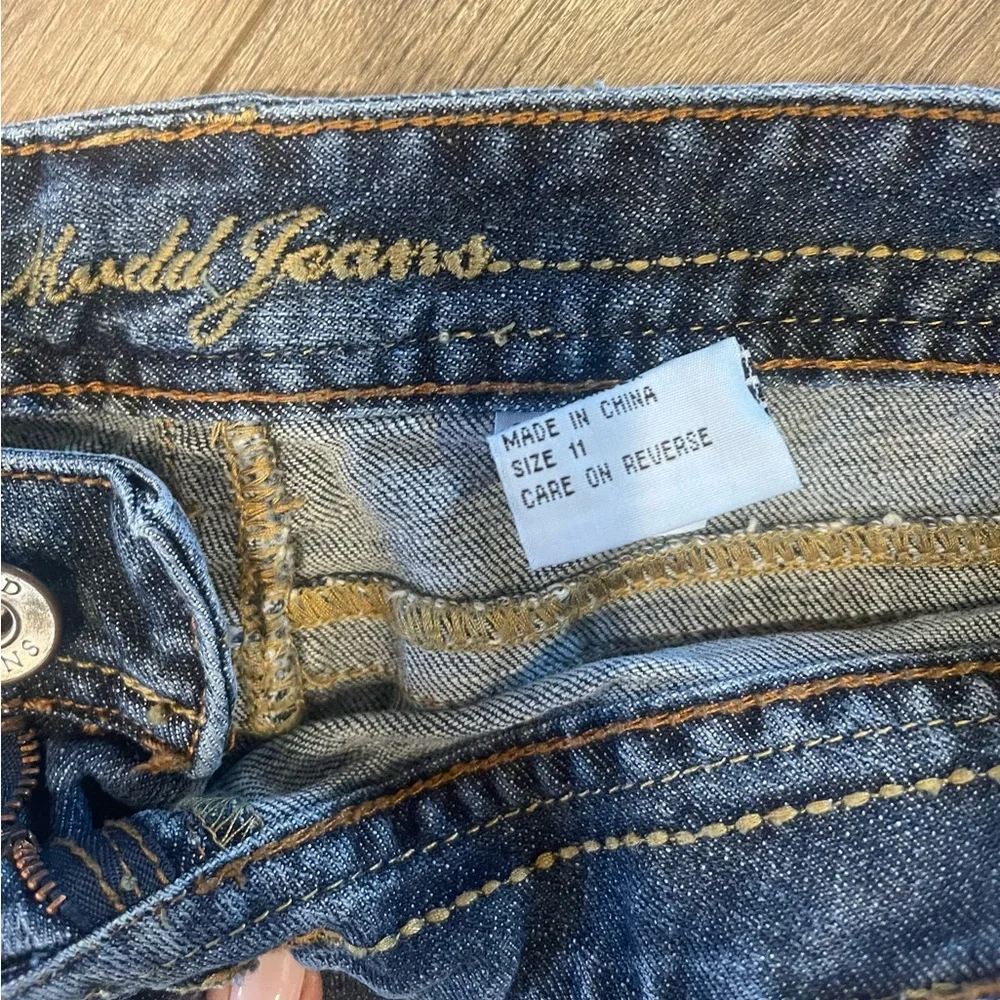 Mudd Jeans
MADE IN CHINA
SIZE 11
CARE ON REVERSE